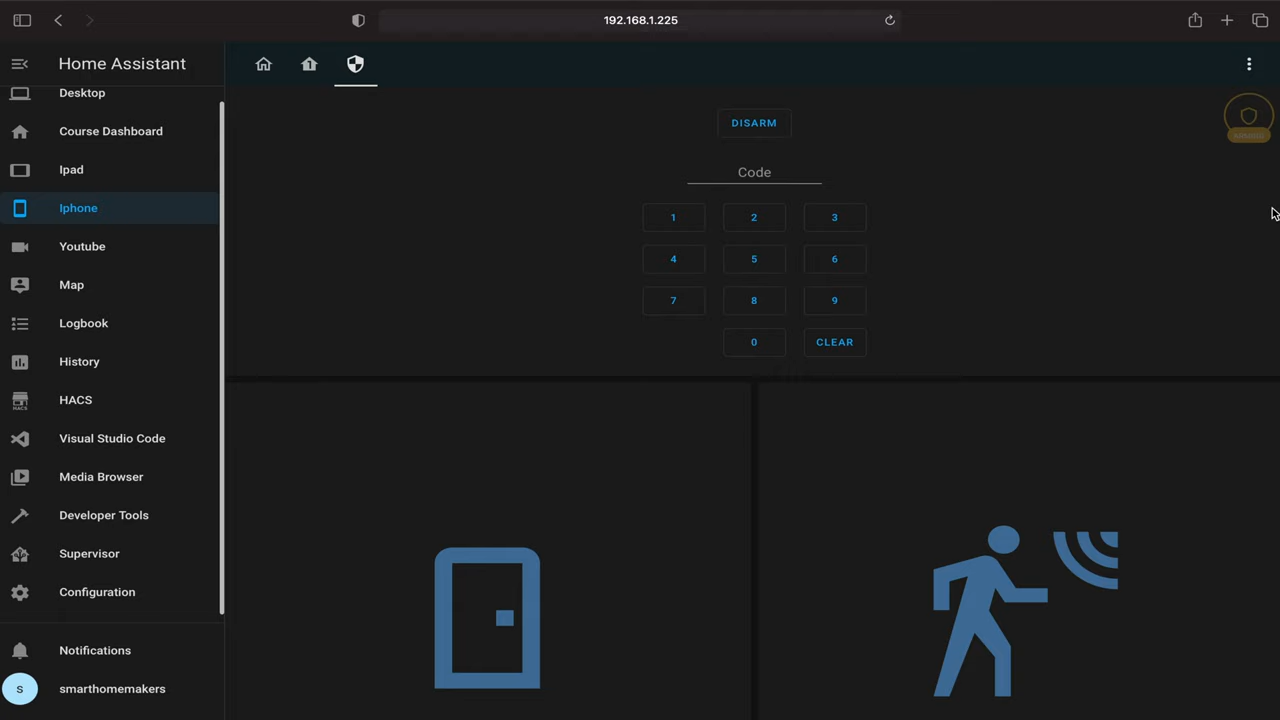 192.168.1.225
Home Assistant
Desktop
Course Dashboard
Ipad
Iphone
Youtube
Map
Logbook
History
HACS
HACS
Visual Studio Code
Media Browser
Developer Tools
Supervisor
Configuration
Notifications
S
smarthomemakers
1
DISARM
Code
1 2 3
4 5 6
7 8 9
0 CLEAR